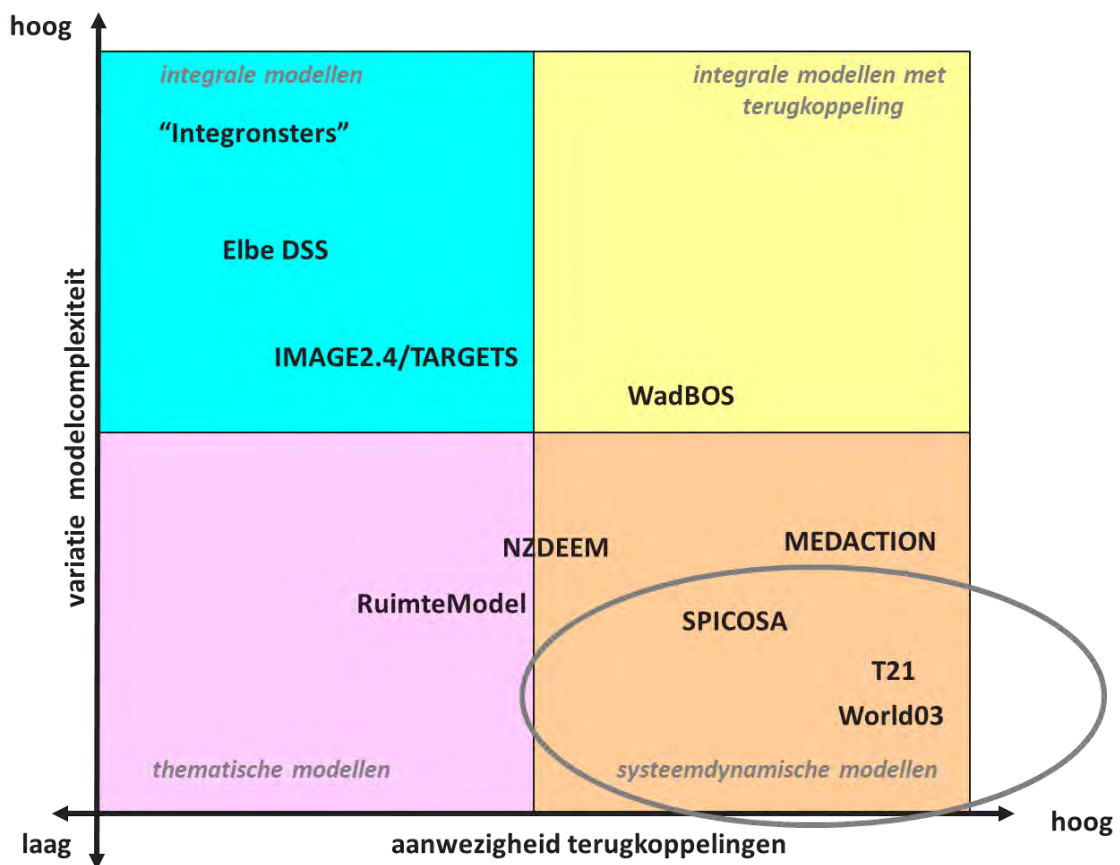 hoog
integrale modellen
integrale modellen met
terugkoppeling
“Integronsters”
Elbe DSS
IMAGE2.4/TARGETS
WadBOS
variatie modelcomplexiteit
NZDEEM
MEDACTION
RuimteModel
SPICOSA
T21
World03
thematische modellen
systeemdynamische modellen
laag
aanwezigheid terugkoppelingen
hoog